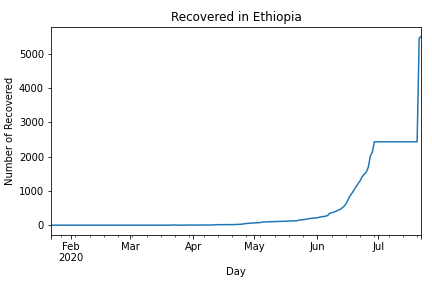 Recovered in Ethiopia
Number of Recovered
5000
4000
3000
2000
1000
0
Feb Mar Apr May Jun Jul
2020
Day